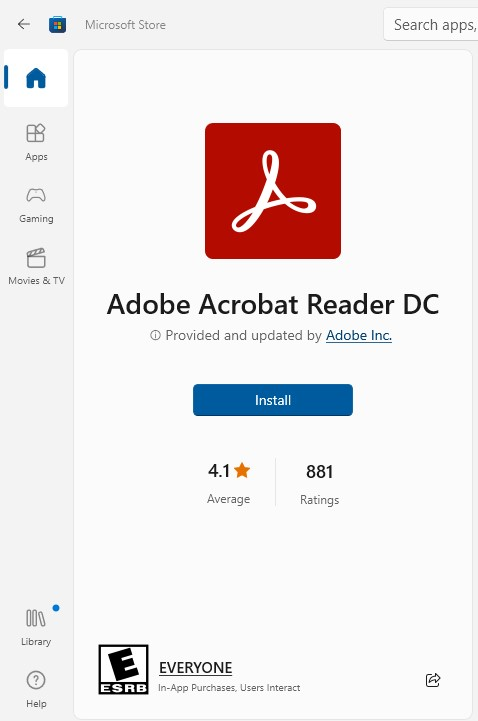 Microsoft Store
Search apps,
Apps
Gaming
Movies & TV
Adobe Acrobat Reader DC
Provided and updated by Adobe Inc.
Install
4.1
881
Average
Ratings
Library
Help
E
ESRB
EVERYONE
In-App Purchases, Users Interact